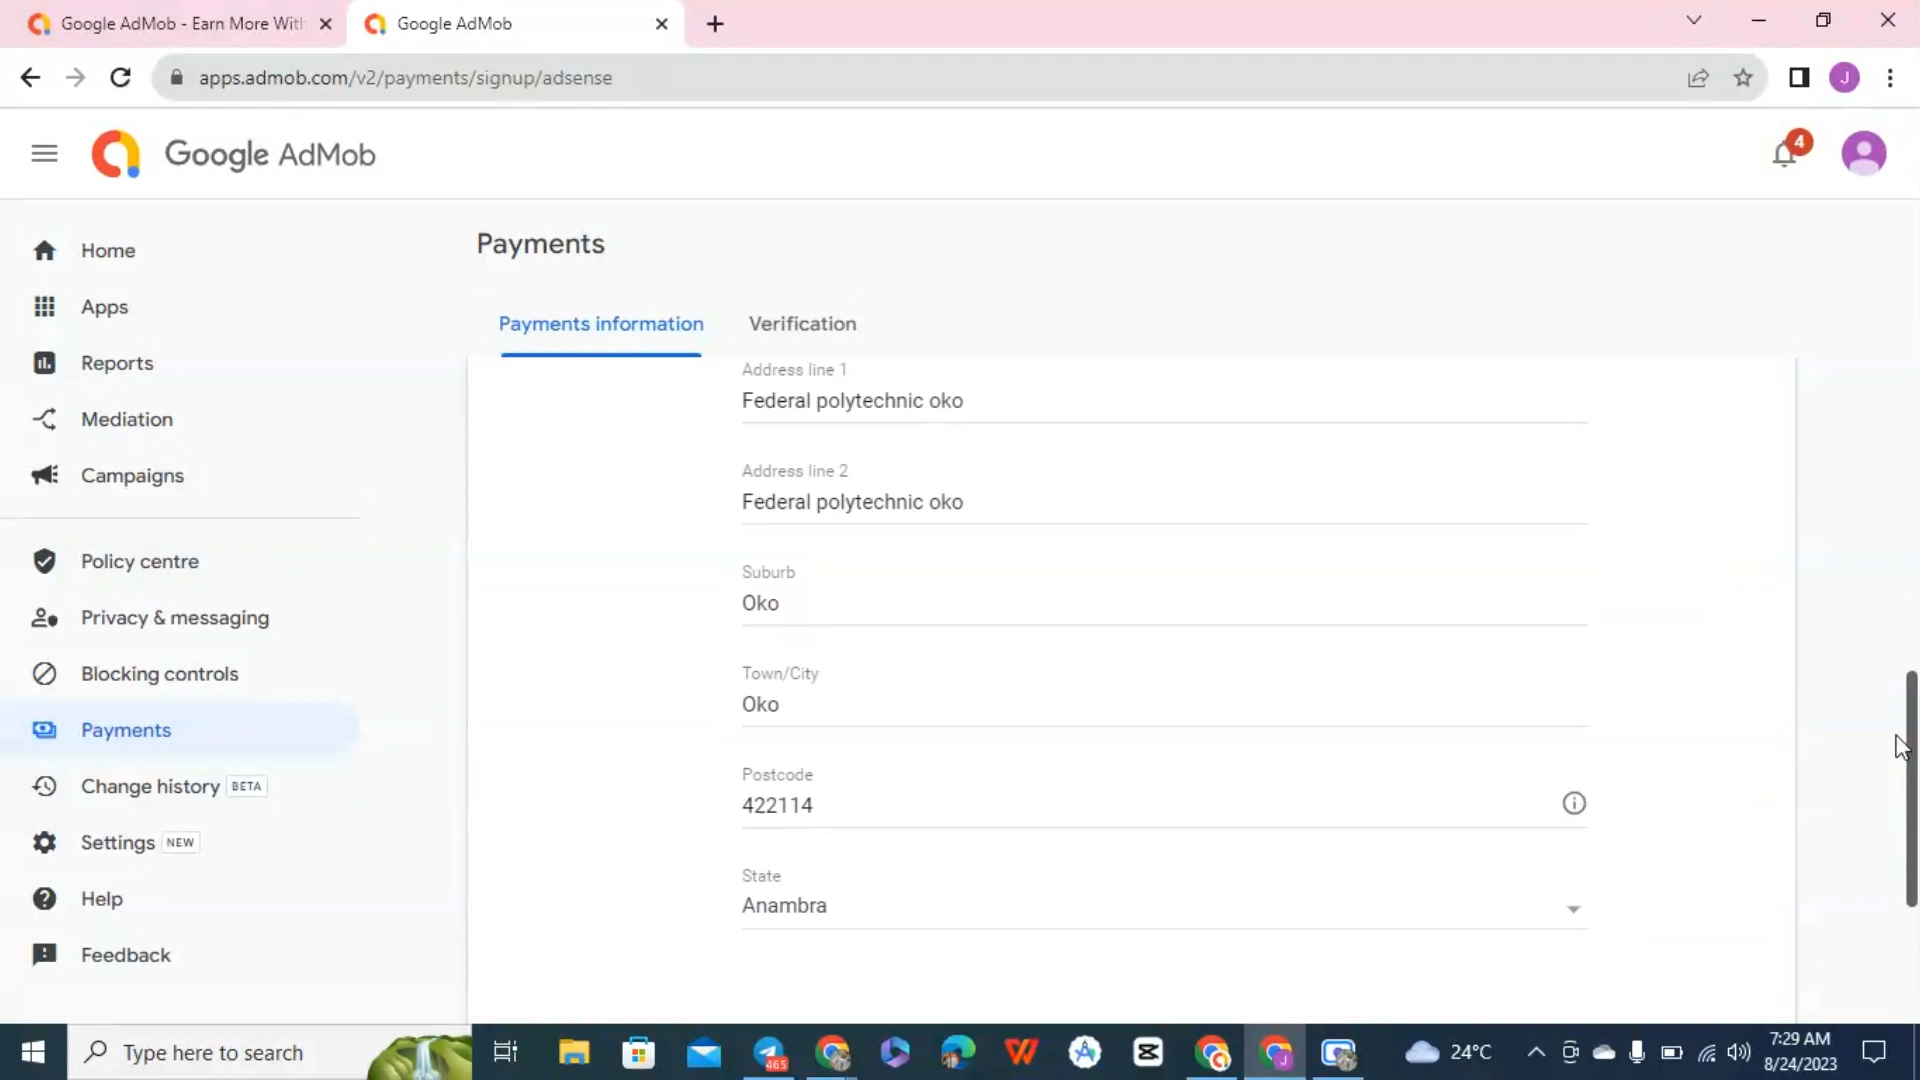 Google AdMob - Earn More With
Google AdMob
apps.admob.com/v2/payments/signup/adsense
J
Google AdMob
4
Home
Apps
Reports
Mediation
Campaigns
Policy centre
Privacy & messaging
Blocking controls
Payments
Change history BETA
Settings NEW
Help
Feedback
Payments
Payments information
Verification
Address line 1
Federal polytechnic oko
Address line 2
Federal polytechnic oko
Suburb
Oko
Town/City
Oko
Postcode
422114
State
Anambra
Type here to search
465
24°C
7:29 AM
8/24/2023